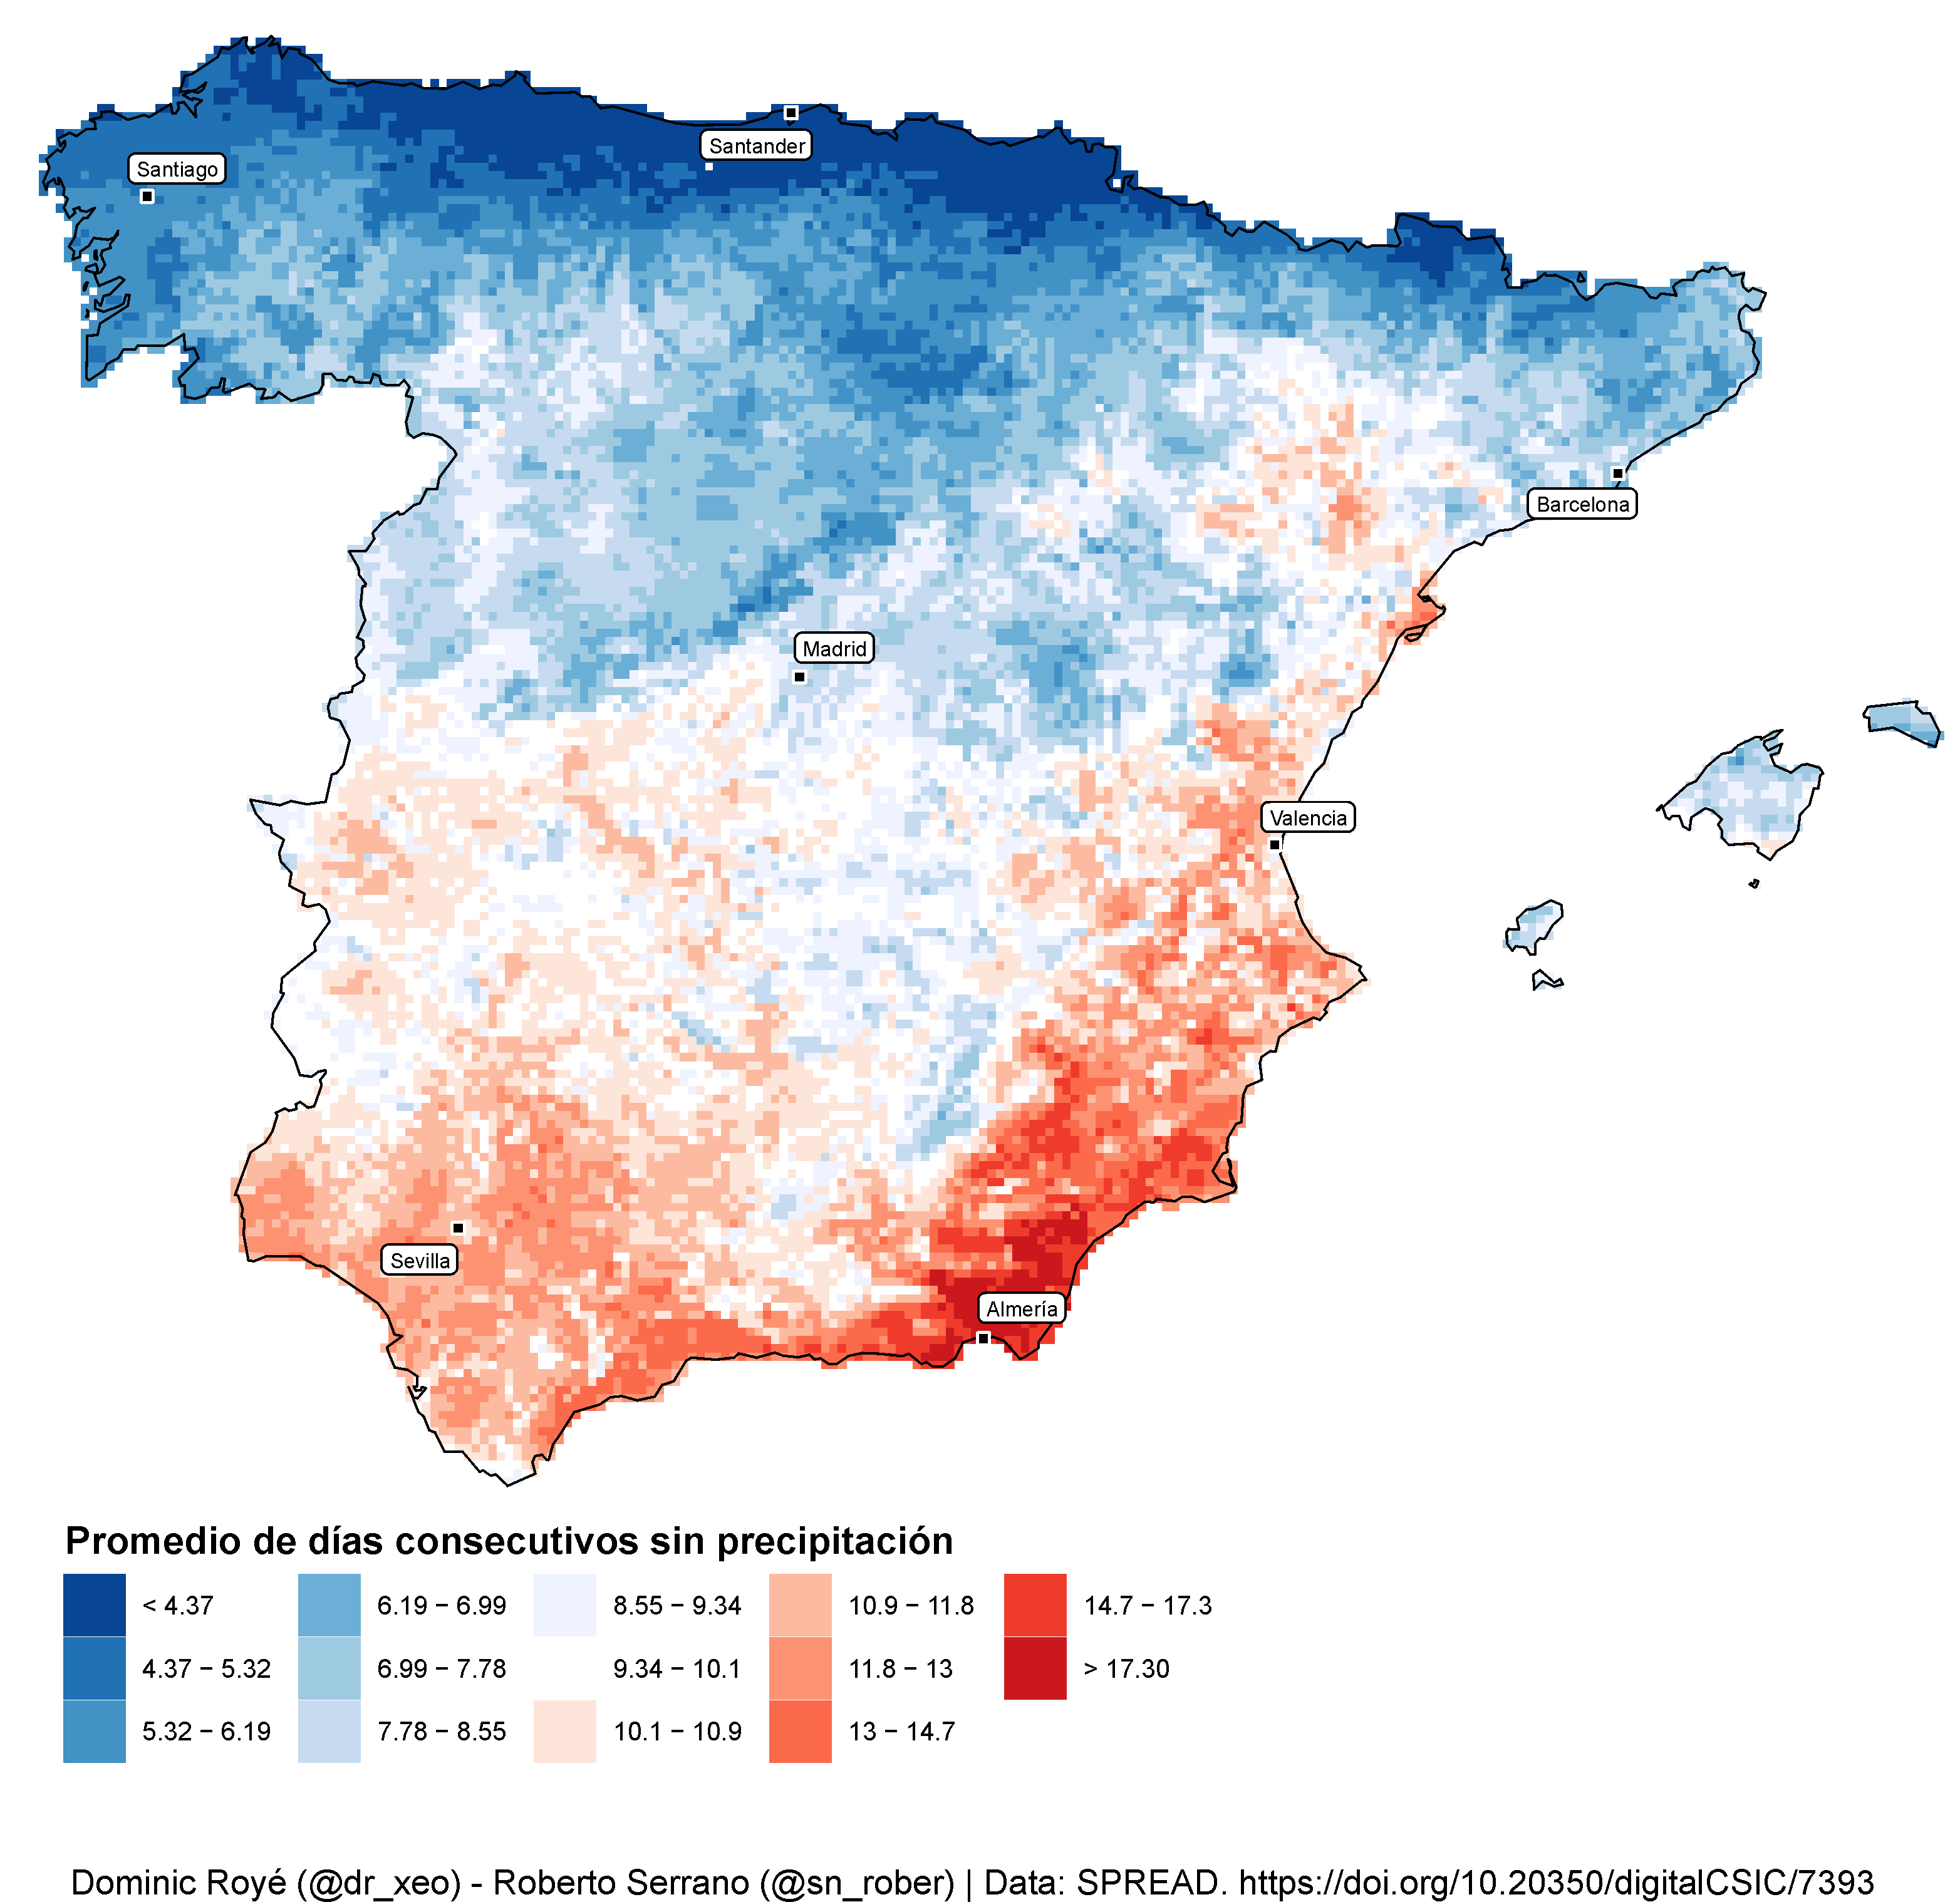 Santiago
Santander
Barcelona
Madrid
Valencia
Sevilla
Almería
Promedio de días consecutivos sin precipitación
< 4.37
4.37 − 5.32
5.32 − 6.19
6.19 − 6.99
6.99 − 7.78
7.78 − 8.55
8.55 − 9.34
9.34 − 10.1
10.1 − 10.9
10.9 − 11.8
11.8 − 13
13 − 14.7
14.7 − 17.3
> 17.30
Dominic Royé (@dr_xeo) - Roberto Serrano (@sn_rober) | Data: SPREAD. https://doi.org/10.20350/digitalCSIC/7393